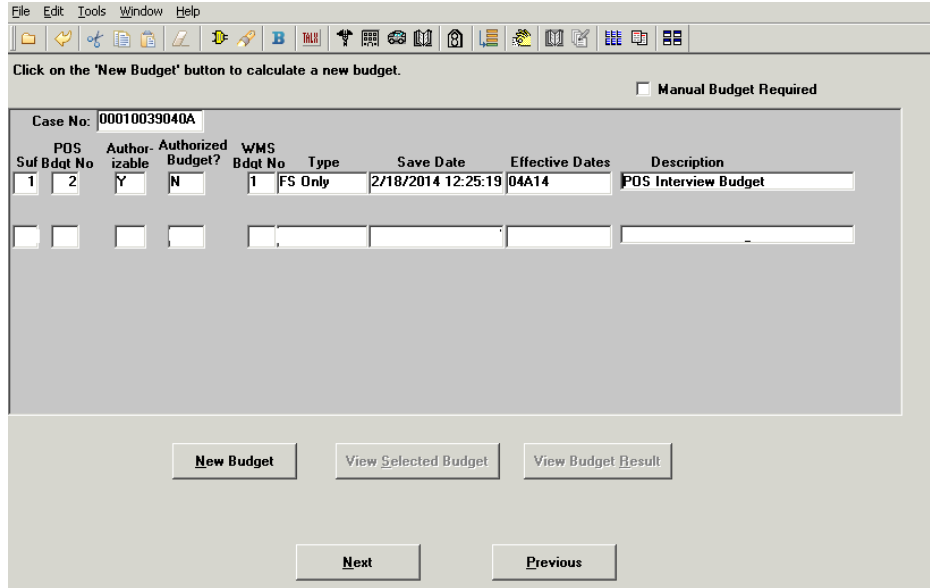 File Edit Tools Window Help
B TALX
Click on the 'New Budget' button to calculate a new budget.
Manual Budget Required
Case No: 00010039040A
POS Author- Authorized WMS
Suf Bdgt No izable Budget? Bdgt No Type Save Date Effective Dates Description
1 2 Y N 1 FS Only 2/18/2014 12:25:19 04A14 POS Interview Budget
New Budget View Selected Budget View Budget Result
Next Previous